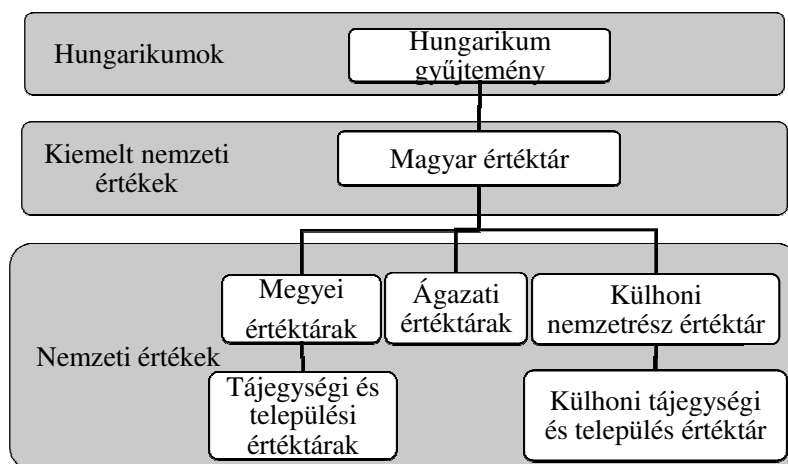 Hungarikumok
Hungarikum
gyűjtemény
Kiemelt nemzeti
értékek
Magyar értéktár
Nemzeti értékek
Megyei
értéktárak
Ágazati
értéktárak
Külhoni
nemzetrész értéktár
Tájegységi és
települési
értéktárak
Külhoni tájegységi
és település értéktár